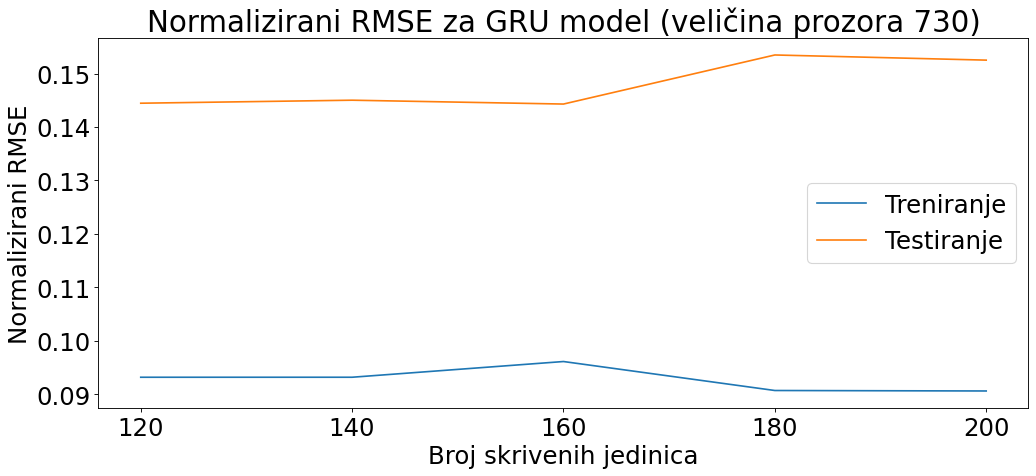 Normalizirani RMSE za GRU model (veličina prozora 730)
Normalizirani RMSE
0.15
0.14
0.13
0.12
0.11
0.10
0.09
Treniranje
Testiranje
120 140 160 180 200
Broj skrivenih jedinica